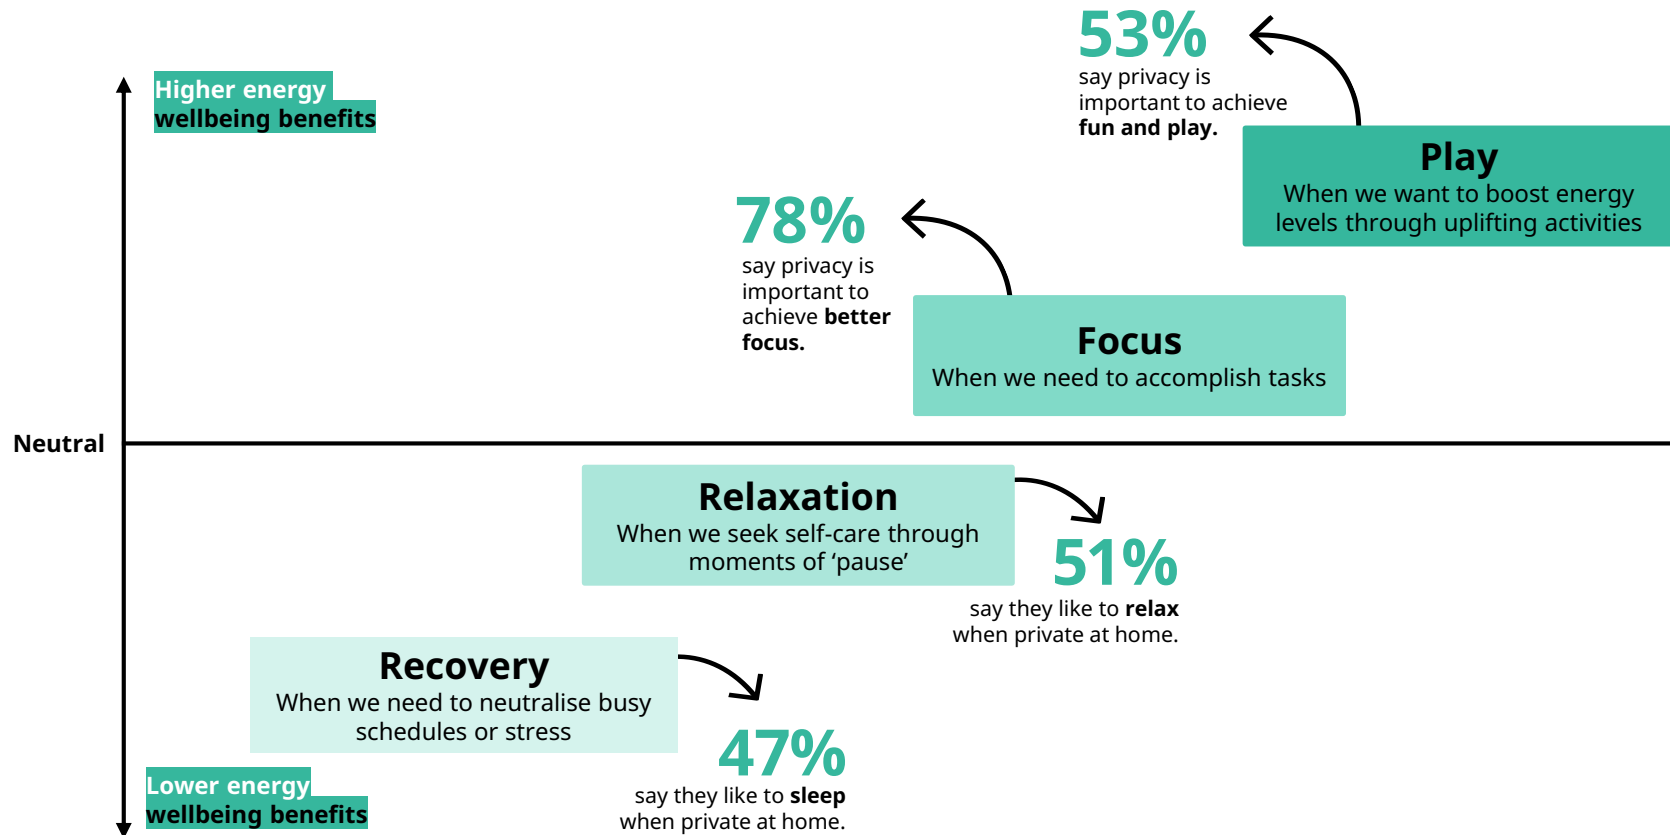 53%
say privacy is
important to achieve
fun and play.
Higher energy
wellbeing benefits
Play
When we want to boost energy
levels through uplifting activities
78%
say privacy is
important to
achieve better
focus.
Focus
When we need to accomplish tasks
Neutral
Relaxation
When we seek self-care through
moments of ‘pause’
51%
say they like to relax
when private at home.
Recovery
When we need to neutralise busy
schedules or stress
47%
say they like to sleep
when private at home.
Lower energy
wellbeing benefits